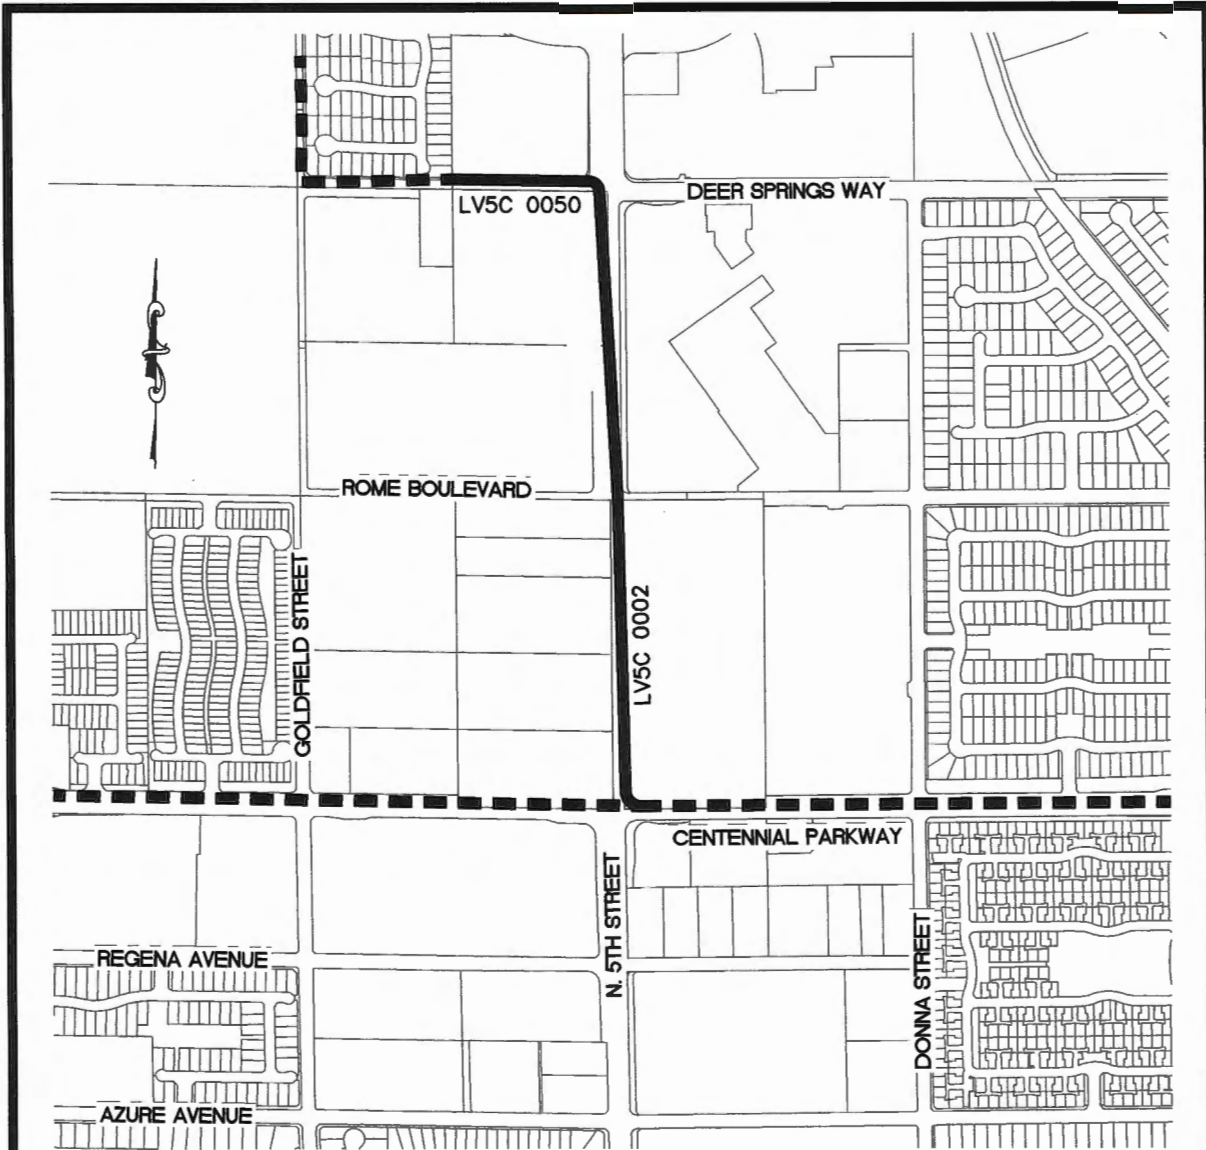 DEER SPRINGS WAY
LV5C 0050
ROME BOULEVARD
GOLDFIELD STREET
LV5C 0002
CENTENNIAL PARKWAY
N. 5TH STREET
REGENA AVENUE
DONNA STREET
AZURE AVENUE